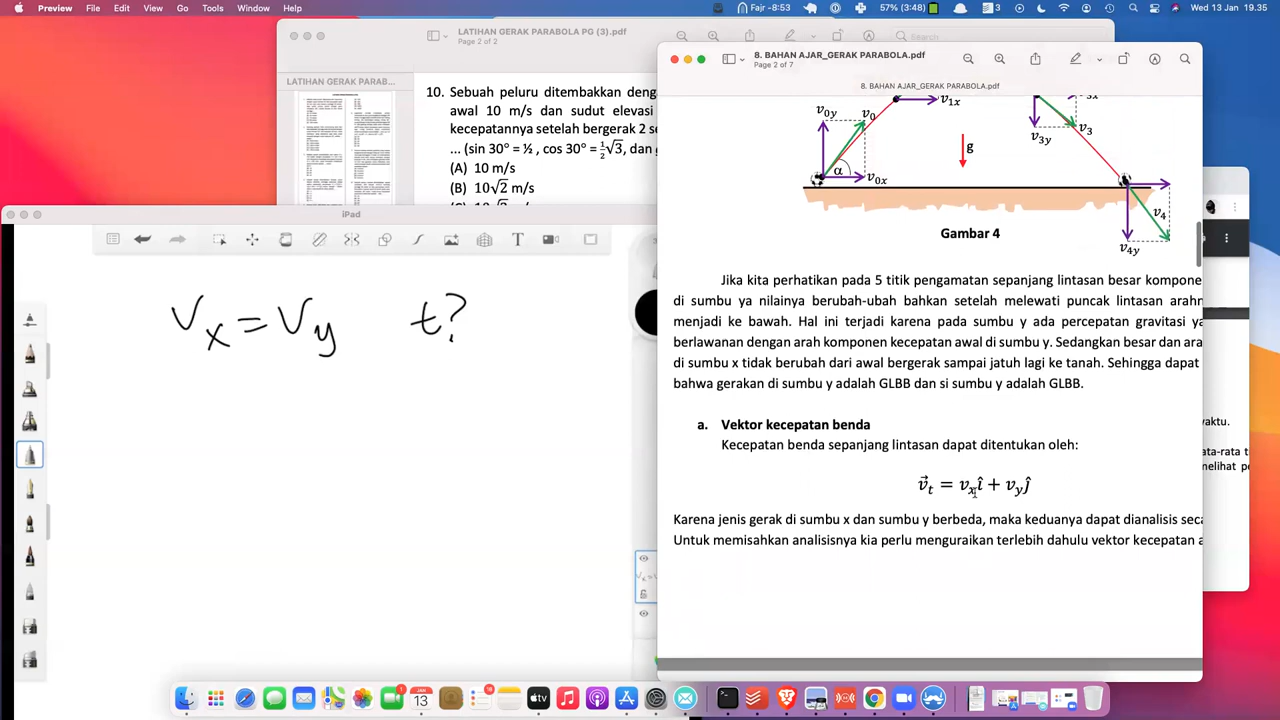 Preview File Edit View Go Tools Window Help Fair - 8:53 57% (3:48) Wed 13 Jan 19.35
LATIHAN GERAK PARABOLA PG (3).pdf
Page 2 of 2
Searcir
LATIHAN GERAK PARAB...
10. Sebuah peluru ditembakkan deng
awal 10 m/s dan sudut elevasi
kecepatannya setelah bergerak 2 se
... (sin 30° = ½ , cos 30° = ½√3, dan g
(A) 10 m/s
(B) 10√2 m/s
8. BAHAN AJAR_GERAK PARABOLA.pdf
Page 2 of 7
8. BAHAN AJAR_GERAK PARABOLA.pdf
v0y v0 v1x v3x
v3y v3
α v0x g
v4
v4y
Gambar 4
Jika kita perhatikan pada 5 titik pengamatan sepanjang lintasan besar kompone
di sumbu ya nilainya berubah-ubah bahkan setelah melewati puncak lintasan arahn
menjadi ke bawah. Hal ini terjadi karena pada sumbu y ada percepatan gravitasi ya
berlawanan dengan arah komponen kecepatan awal di sumbu y. Sedangkan besar dan ara
di sumbu x tidak berubah dari awal bergerak sampai jatuh lagi ke tanah. Sehingga dapat
bahwa gerakan di sumbu y adalah GLBB dan si sumbu y adalah GLBB.
a. Vektor kecepatan benda
Kecepatan benda sepanjang lintasan dapat ditentukan oleh:
v⃗t = vxî + vyĵ
Karena jenis gerak di sumbu x dan sumbu y berbeda, maka keduanya dapat dianalisis seca
Untuk memisahkan analisisnya kia perlu menguraikan terlebih dahulu vektor kecepatan a
iPad
Vx = Vy t?
waktu.
ata-rata t
melihat pe